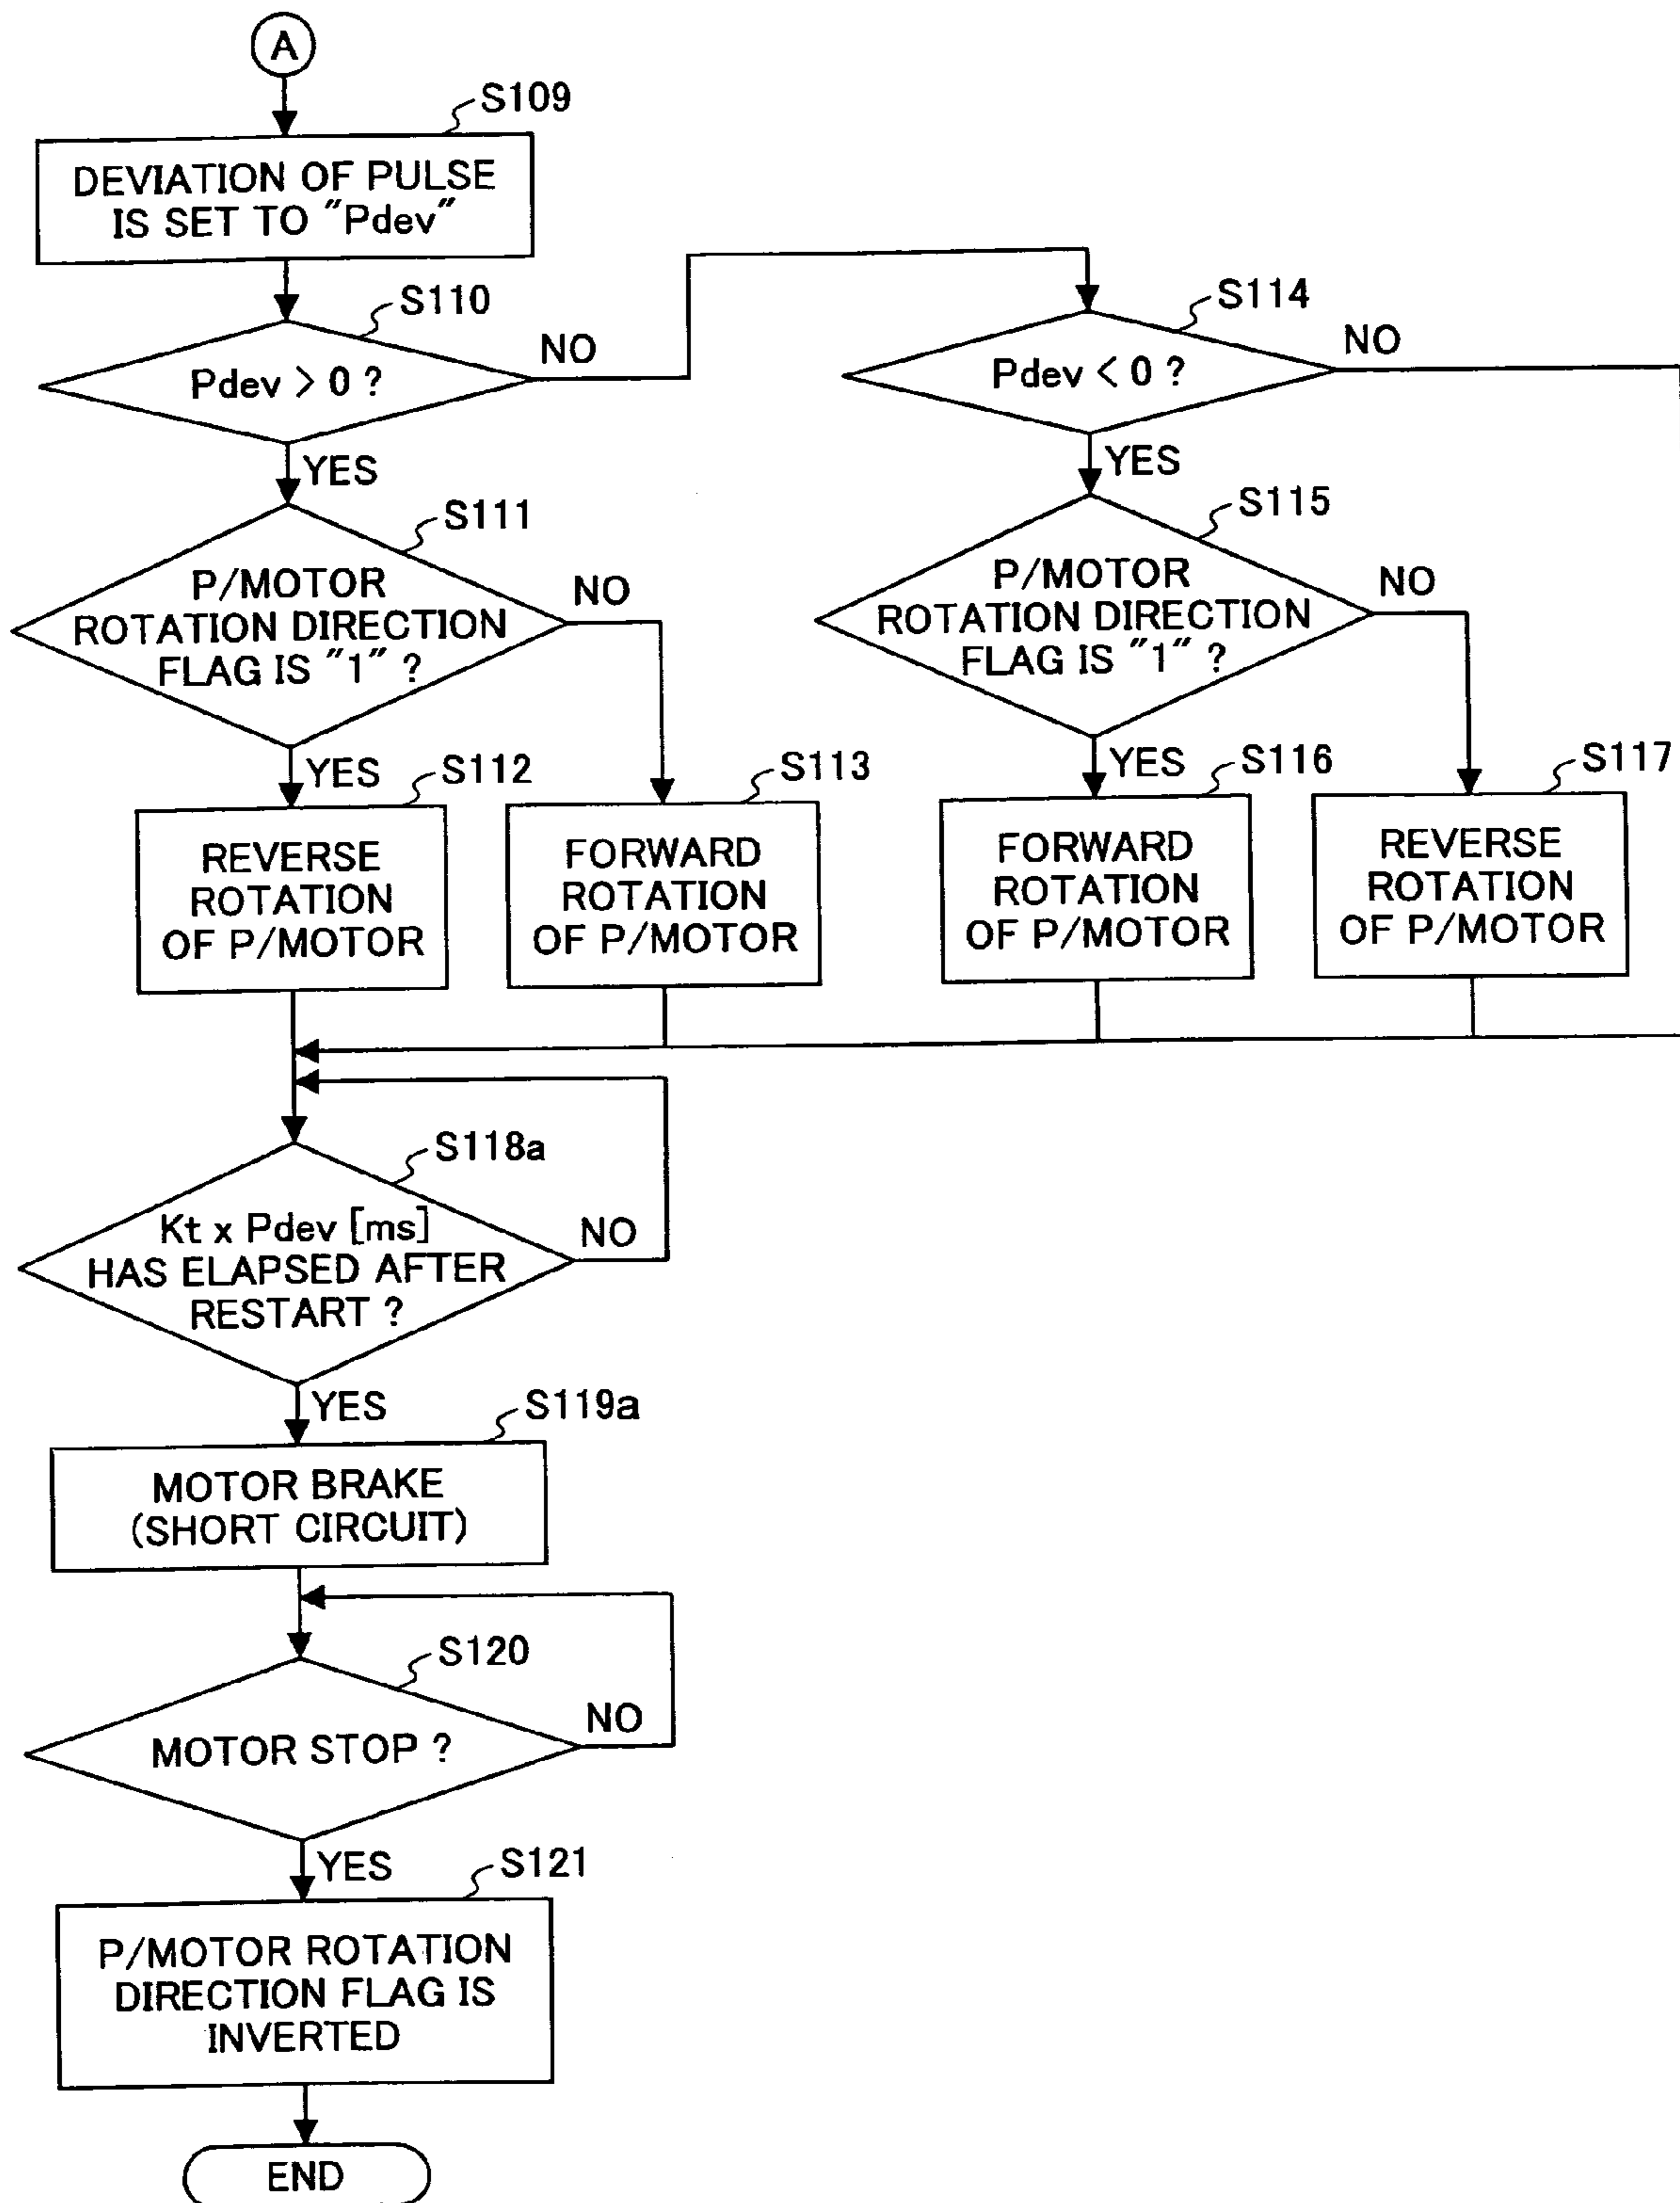 A
S109
DEVIATION OF PULSE
IS SET TO "Pdev"
S110
Pdev > 0 ?
NO
YES
S114
Pdev < 0 ?
NO
YES
S111
P/MOTOR
ROTATION DIRECTION
FLAG IS "1" ?
NO
YES
S115
P/MOTOR
ROTATION DIRECTION
FLAG IS "1" ?
NO
YES
S112
REVERSE
ROTATION
OF P/MOTOR
S113
FORWARD
ROTATION
OF P/MOTOR
S116
FORWARD
ROTATION
OF P/MOTOR
S117
REVERSE
ROTATION
OF P/MOTOR
S118a
Kt x Pdev [ms]
HAS ELAPSED AFTER
RESTART ?
NO
YES
S119a
MOTOR BRAKE
(SHORT CIRCUIT)
S120
MOTOR STOP ?
NO
YES
S121
P/MOTOR ROTATION
DIRECTION FLAG IS
INVERTED
END